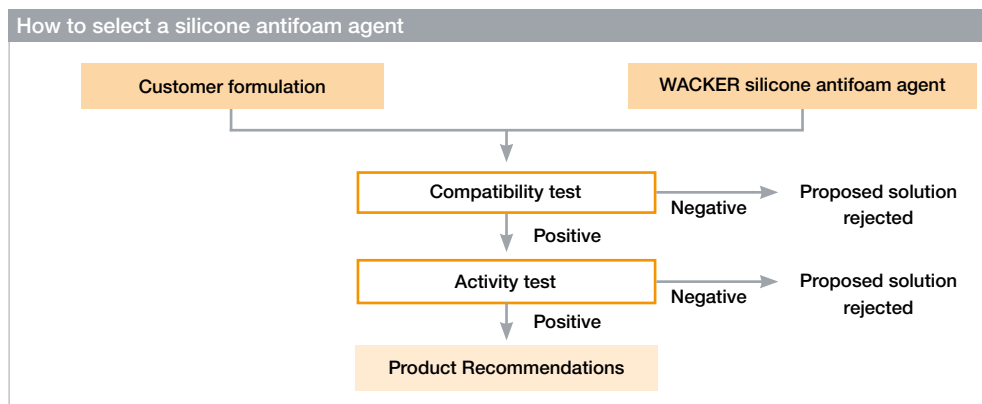 How to select a silicone antifoam agent
Customer formulation
WACKER silicone antifoam agent
Compatibility test
Negative
Proposed solution
rejected
Positive
Activity test
Negative
Proposed solution
rejected
Positive
Product Recommendations